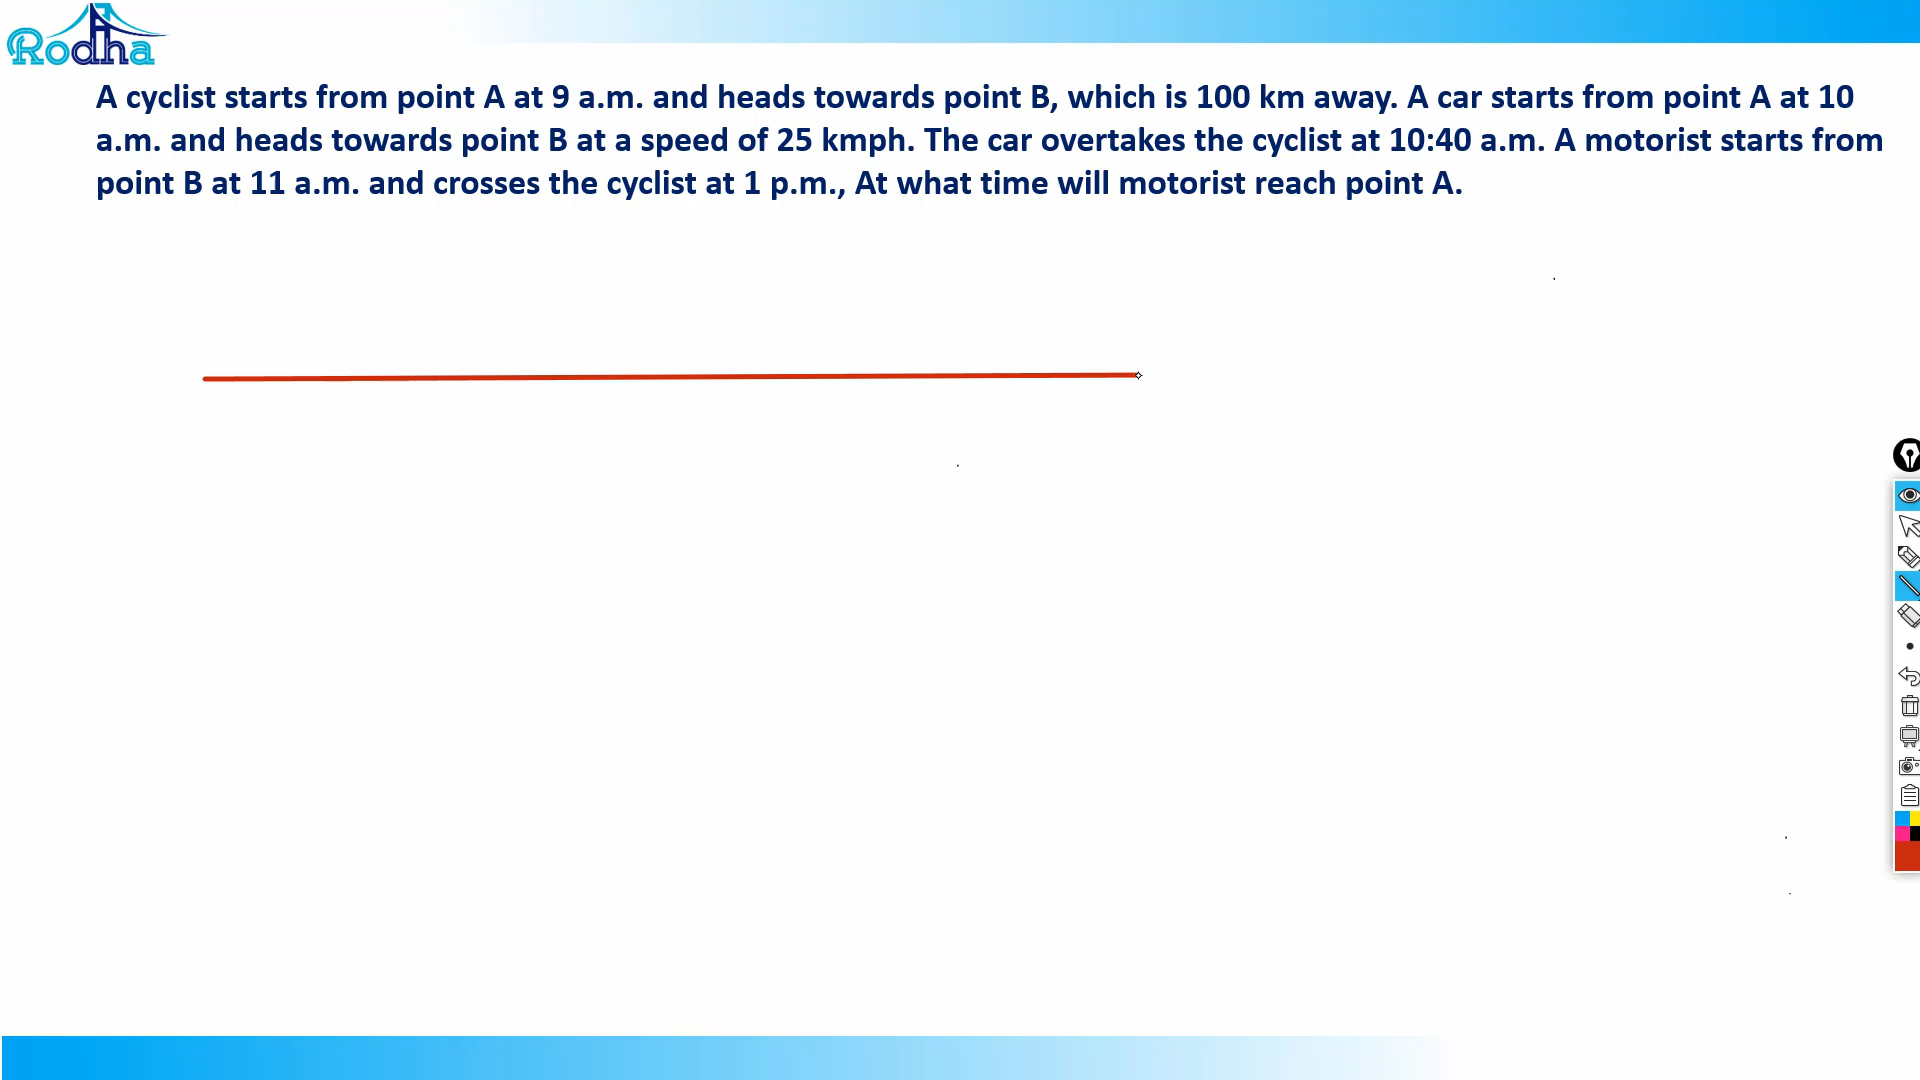 Rodha
A cyclist starts from point A at 9 a.m. and heads towards point B, which is 100 km away. A car starts from point A at 10
a.m. and heads towards point B at a speed of 25 kmph. The car overtakes the cyclist at 10:40 a.m. A motorist starts from
point B at 11 a.m. and crosses the cyclist at 1 p.m., At what time will motorist reach point A.